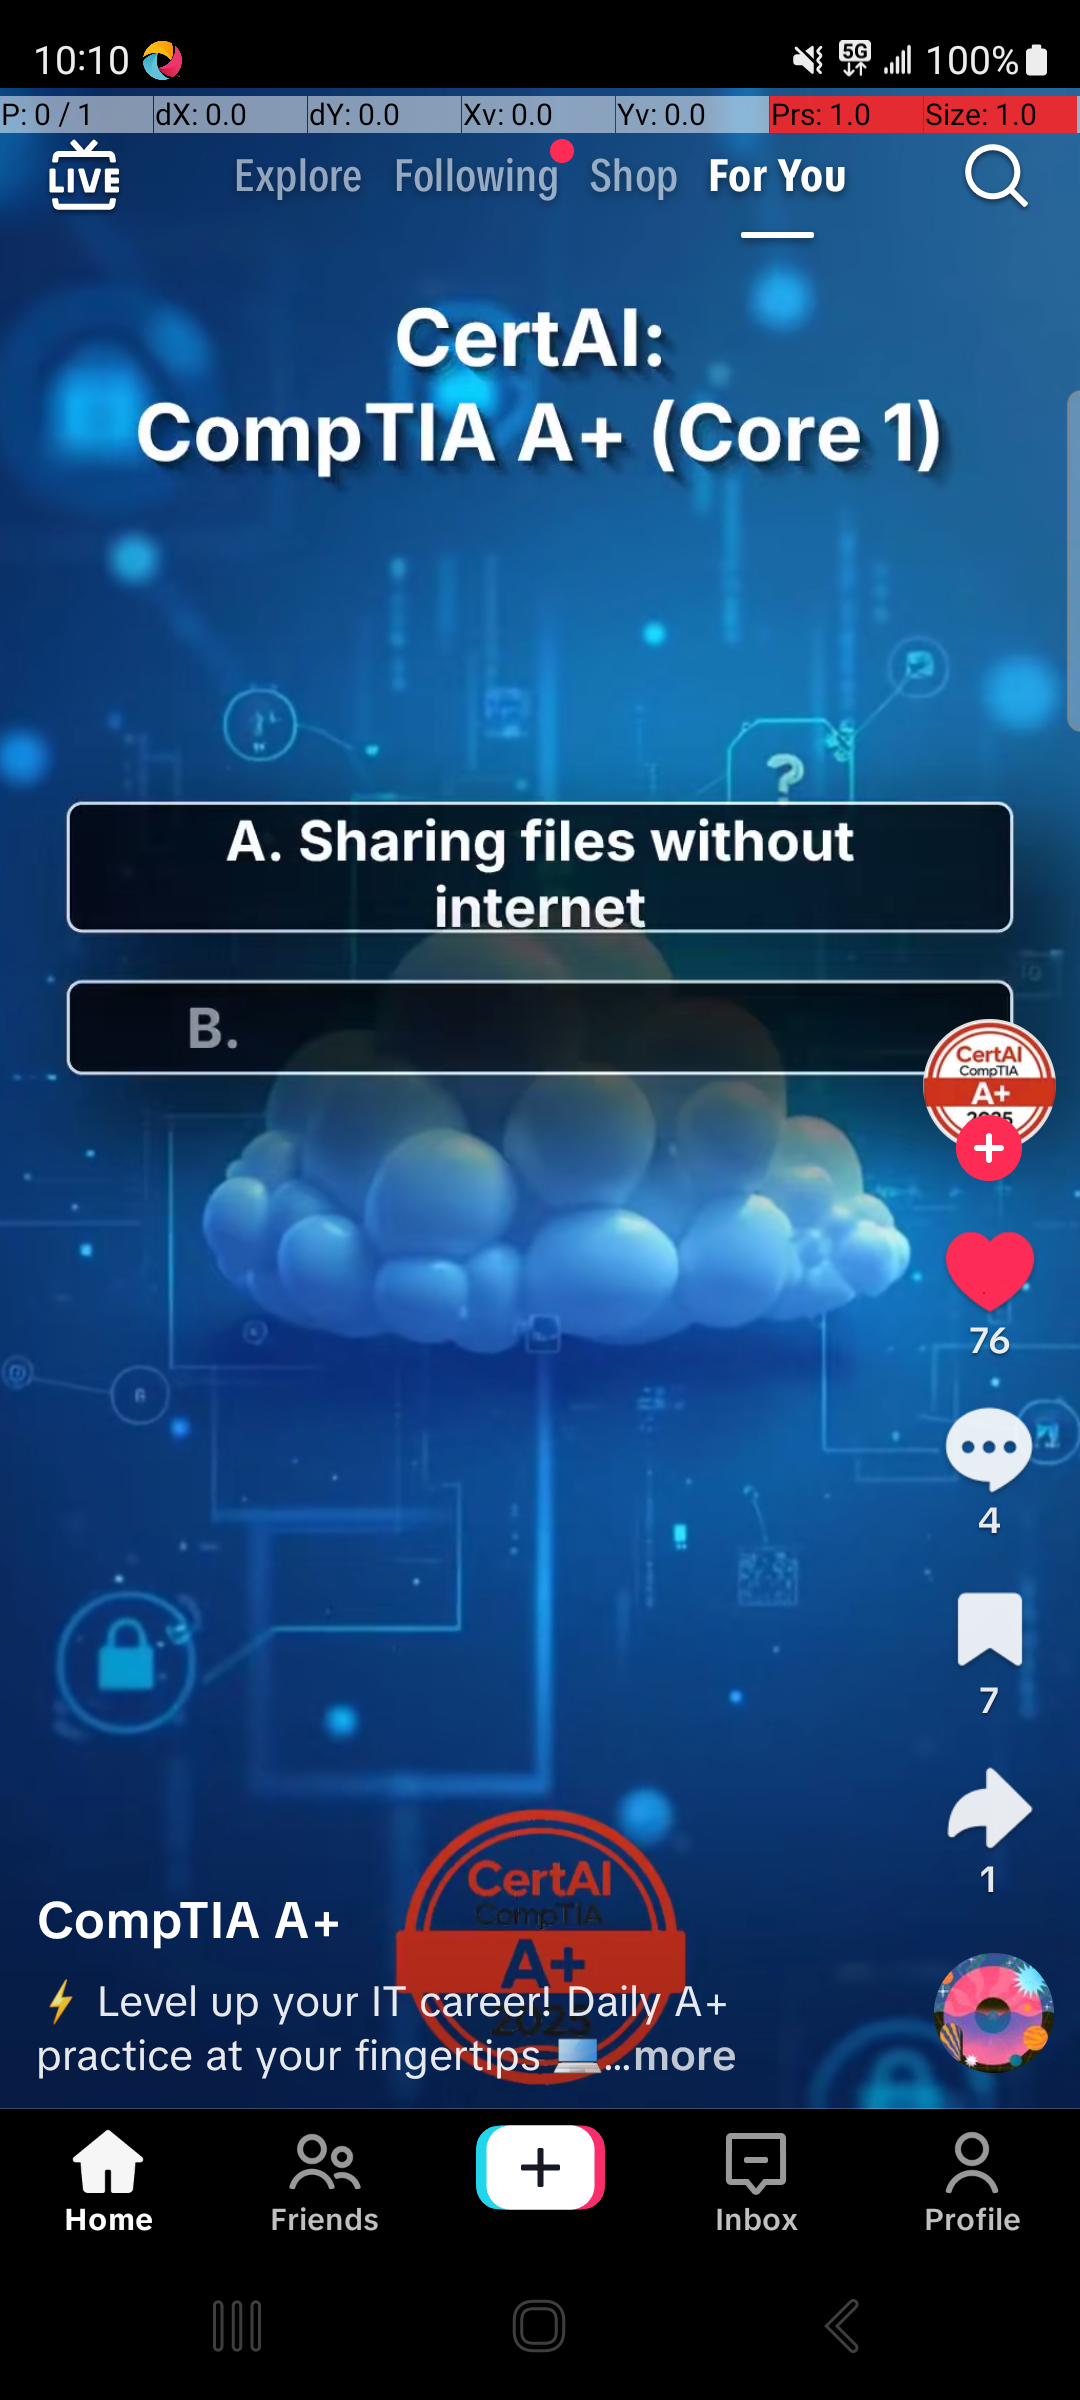 10:10
5G
100%
P: 0 / 1
dX: 0.0
dY: 0.0
Xv: 0.0
Yv: 0.0
Prs: 1.0
Size: 1.0
LIVE
Explore
Following
Shop
For You
CertAI:
CompTIA A+ (Core 1)
?
A. Sharing files without
internet
B.
CertAI
CompTIA
A+
2025
76
4
7
1
CertAI
CompTIA
A+
2025
CompTIA A+
⚡ Level up your IT career! Daily A+
practice at your fingertips 💻...more
Home
Friends
Inbox
Profile